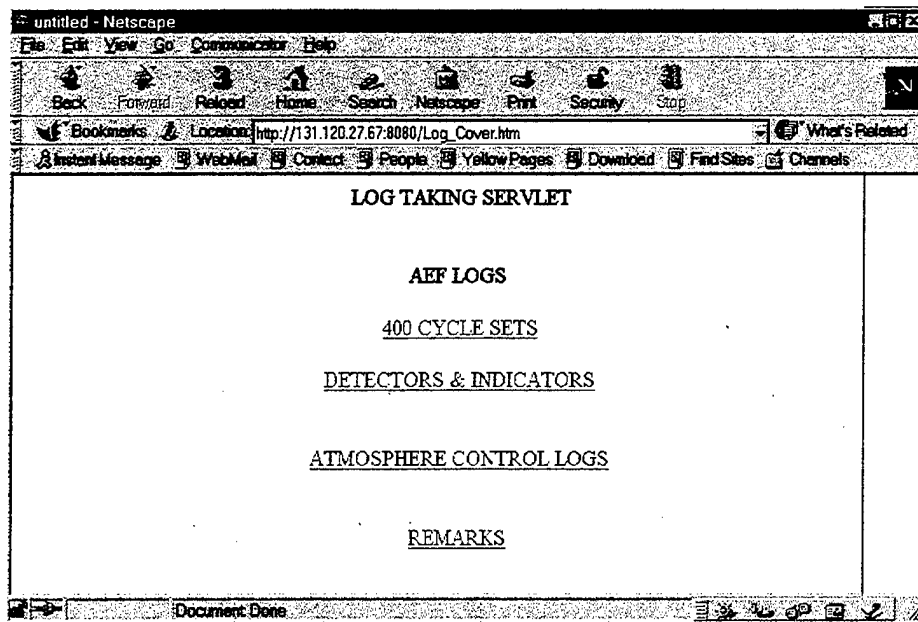 untitled - Netscape
File Edit View Go Communicator Help
Back Forward Reload Home Search Netscape Print Security Stop
Bookmarks Location: http://131.120.27.67:8080/Log_Cover.htm What's Related
Instant Message WebMail Contact People Yellow Pages Download Find Sites Channels
LOG TAKING SERVLET
AEF LOGS
400 CYCLE SETS
DETECTORS & INDICATORS
ATMOSPHERE CONTROL LOGS
REMARKS
Document: Done